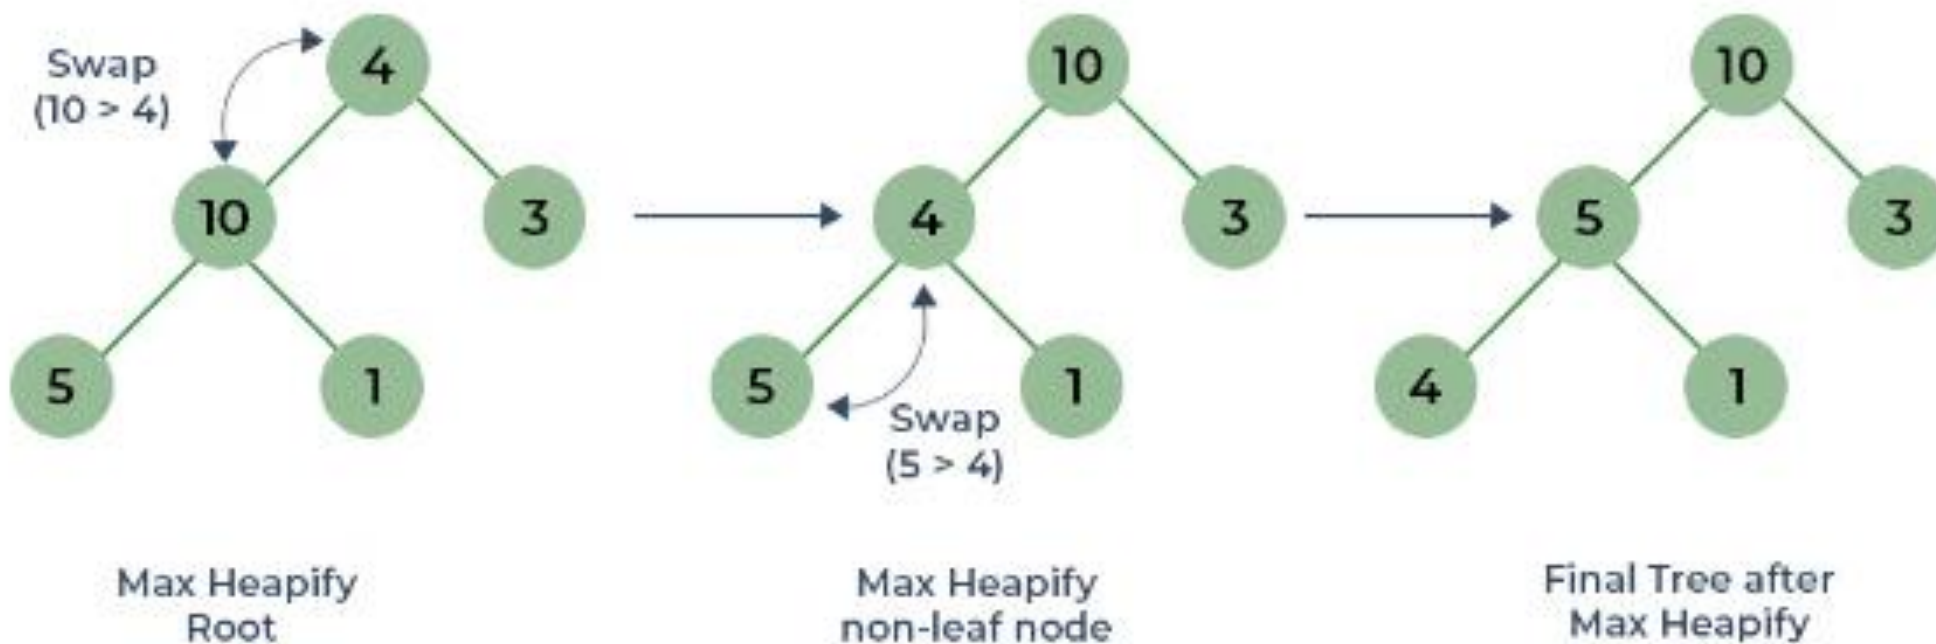 Swap
(10 > 4)
4
10
3
5
1
Max Heapify
Root
10
4
3
5
1
Swap
(5 > 4)
Max Heapify
non-leaf node
10
5
3
4
1
Final Tree after
Max Heapify